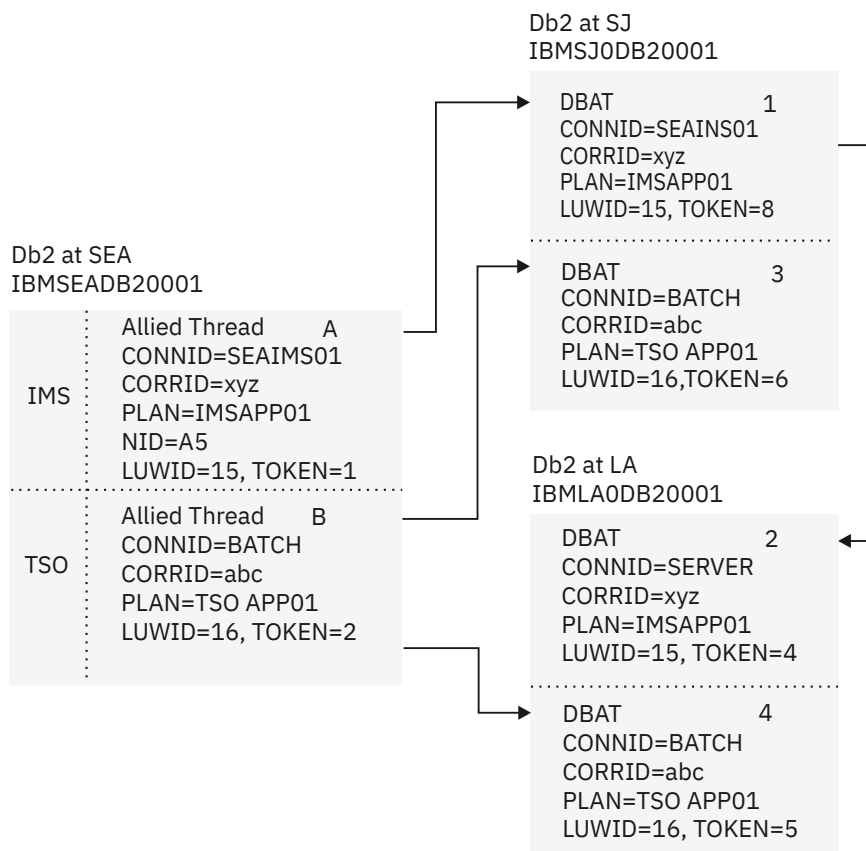 Db2 at SJ
IBMSJ0DB20001
DBAT 1
CONNID=SEAINS01
CORRID=xyz
PLAN=IMSAPP01
LUWID=15, TOKEN=8
DBAT 3
CONNID=BATCH
CORRID=abc
PLAN=TSO APP01
LUWID=16,TOKEN=6
Db2 at SEA
IBMSEADB20001
IMS
Allied Thread A
CONNID=SEAIMS01
CORRID=xyz
PLAN=IMSAPP01
NID=A5
LUWID=15, TOKEN=1
TSO
Allied Thread B
CONNID=BATCH
CORRID=abc
PLAN=TSO APP01
LUWID=16, TOKEN=2
Db2 at LA
IBMLA0DB20001
DBAT 2
CONNID=SERVER
CORRID=xyz
PLAN=IMSAPP01
LUWID=15, TOKEN=4
DBAT 4
CONNID=BATCH
CORRID=abc
PLAN=TSO APP01
LUWID=16, TOKEN=5